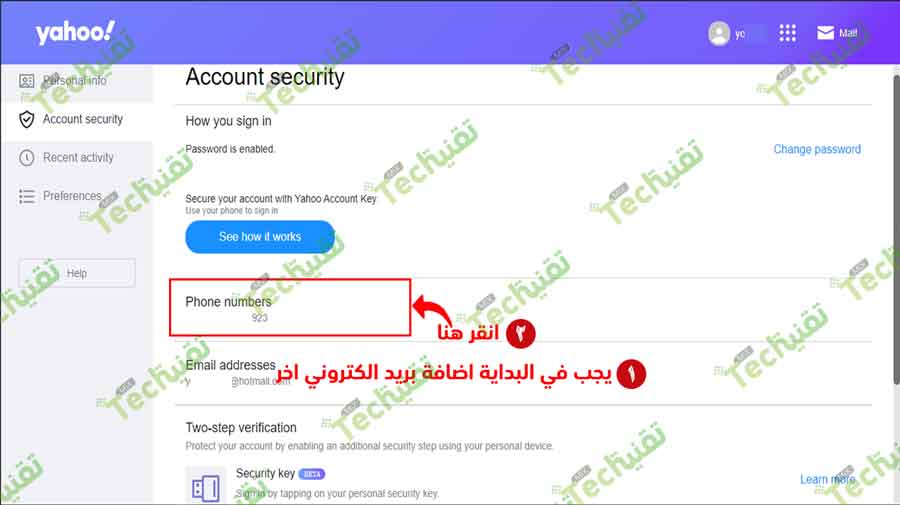 yahoo!
yc
Mail
Personal info
Account security
Recent activity
Preferences
Help
Account security
How you sign in
Password is enabled.
Change password
Secure your account with Yahoo Account Key
Use your phone to sign in
See how it works
Phone numbers
923
٢ انقر هنا
Email addresses
y @hotmail.com
١ يجب في البداية اضافة بريد الكتروني اخر
Two-step verification
Protect your account by enabling an additional security step using your personal device.
Security key BETA
Sign in by tapping on your personal security key.
Learn more
تقنيتech